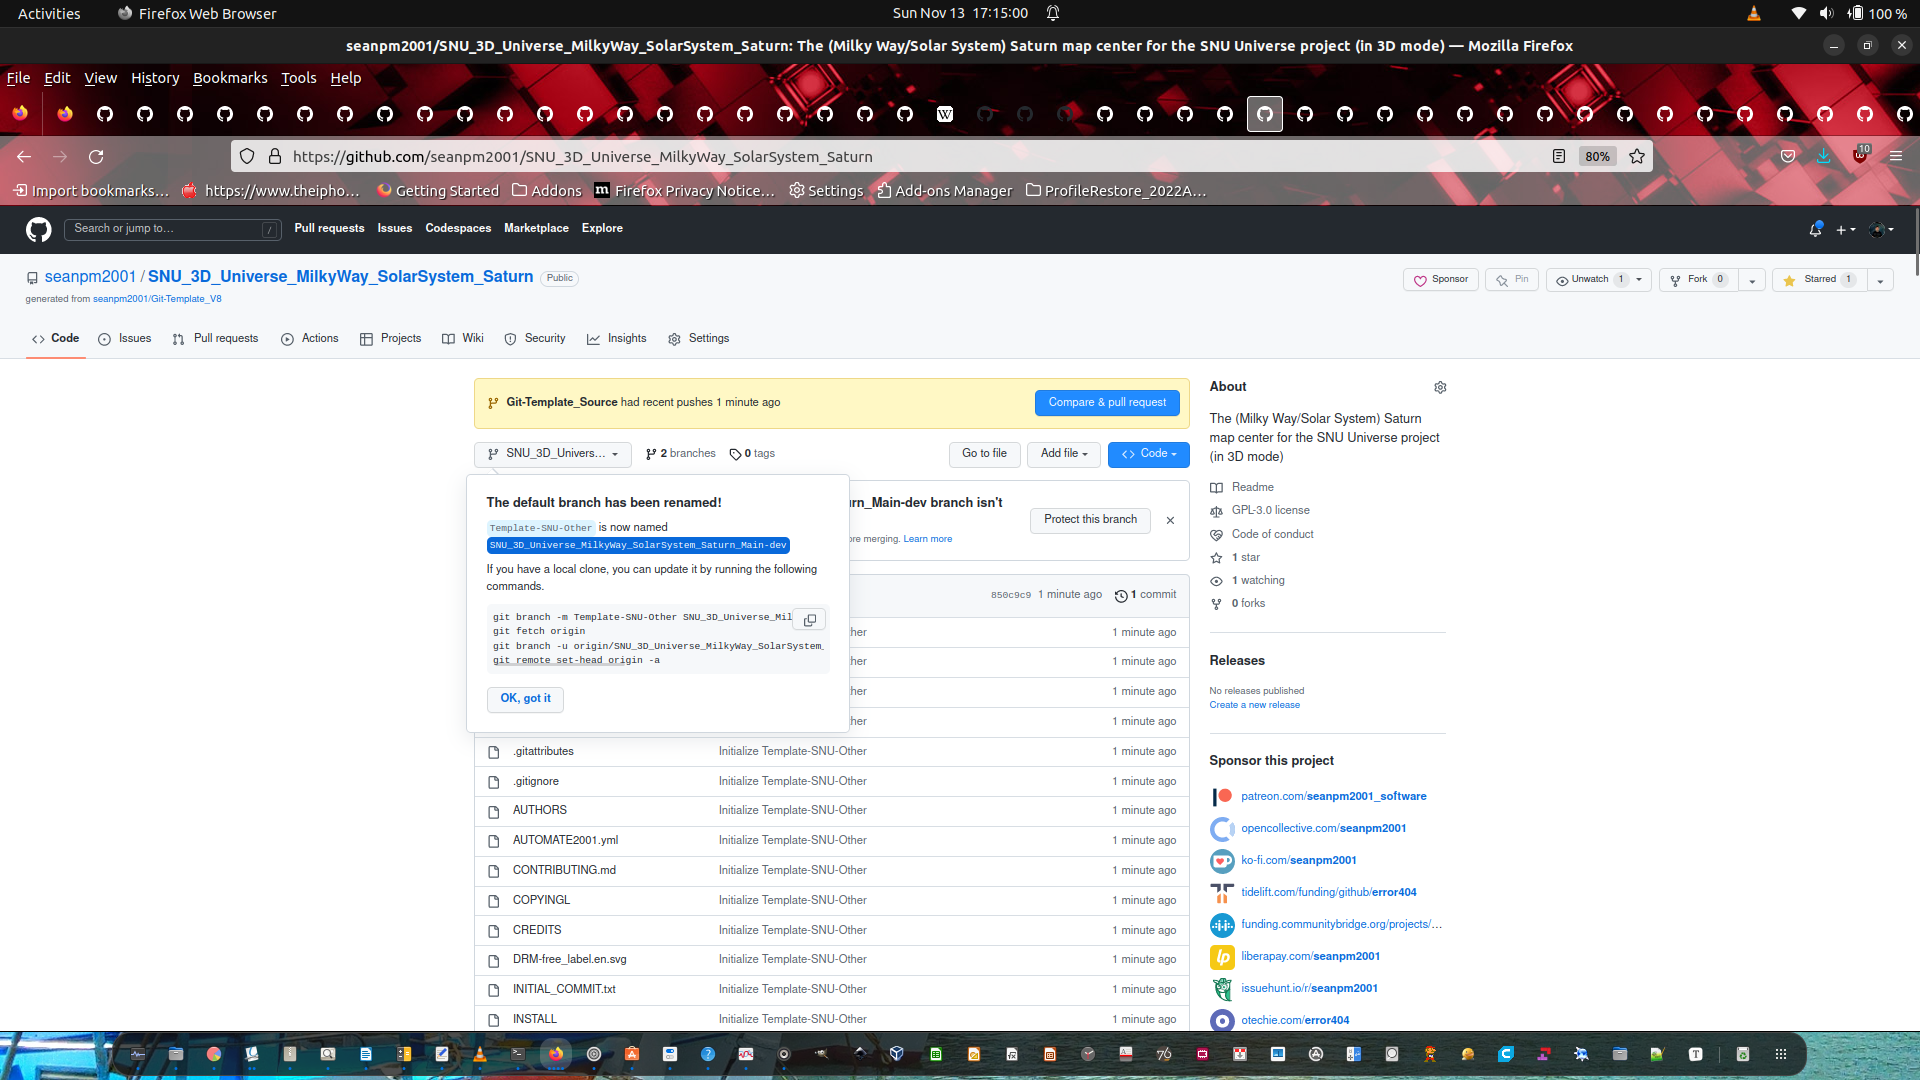 Activities
Firefox Web Browser
Sun Nov 13  17:15:00
100 %
seanpm2001/SNU_3D_Universe_MilkyWay_SolarSystem_Saturn: The (Milky Way/Solar System) Saturn map center for the SNU Universe project (in 3D mode) — Mozilla Firefox
File Edit View History Bookmarks Tools Help
https://github.com/seanpm2001/SNU_3D_Universe_MilkyWay_SolarSystem_Saturn
80%
10
Import bookmarks…
https://www.theipho…
Getting Started
Addons
Firefox Privacy Notice…
Settings
Add-ons Manager
ProfileRestore_2022A…
Search or jump to…
/
Pull requests Issues Codespaces Marketplace Explore
seanpm2001 / SNU_3D_Universe_MilkyWay_SolarSystem_Saturn
Public
generated from seanpm2001/Git-Template_V8
Sponsor
Pin
Unwatch 1
Fork 0
Starred 1
Code
Issues
Pull requests
Actions
Projects
Wiki
Security
Insights
Settings
Git-Template_Source had recent pushes 1 minute ago
Compare & pull request
SNU_3D_Univers…
2 branches
0 tags
Go to file
Add file
Code
The default branch has been renamed!
Template-SNU-Other is now named
SNU_3D_Universe_MilkyWay_SolarSystem_Saturn_Main-dev
If you have a local clone, you can update it by running the following
commands.
git branch -m Template-SNU-Other SNU_3D_Universe_Mil
git fetch origin
git branch -u origin/SNU_3D_Universe_MilkyWay_SolarSystem_
git remote set-head origin -a
OK, got it
rn_Main-dev branch isn't
Protect this branch
ore merging. Learn more
850c9c9 1 minute ago
1 commit
her 1 minute ago
her 1 minute ago
her 1 minute ago
her 1 minute ago
.gitattributes Initialize Template-SNU-Other 1 minute ago
.gitignore Initialize Template-SNU-Other 1 minute ago
AUTHORS Initialize Template-SNU-Other 1 minute ago
AUTOMATE2001.yml Initialize Template-SNU-Other 1 minute ago
CONTRIBUTING.md Initialize Template-SNU-Other 1 minute ago
COPYINGL Initialize Template-SNU-Other 1 minute ago
CREDITS Initialize Template-SNU-Other 1 minute ago
DRM-free_label.en.svg Initialize Template-SNU-Other 1 minute ago
INITIAL_COMMIT.txt Initialize Template-SNU-Other 1 minute ago
INSTALL Initialize Template-SNU-Other 1 minute ago
About
The (Milky Way/Solar System) Saturn
map center for the SNU Universe project
(in 3D mode)
Readme
GPL-3.0 license
Code of conduct
1 star
1 watching
0 forks
Releases
No releases published
Create a new release
Sponsor this project
patreon.com/seanpm2001_software
opencollective.com/seanpm2001
ko-fi.com/seanpm2001
tidelift.com/funding/github/error404
funding.communitybridge.org/projects/…
liberapay.com/seanpm2001
issuehunt.io/r/seanpm2001
otechie.com/error404